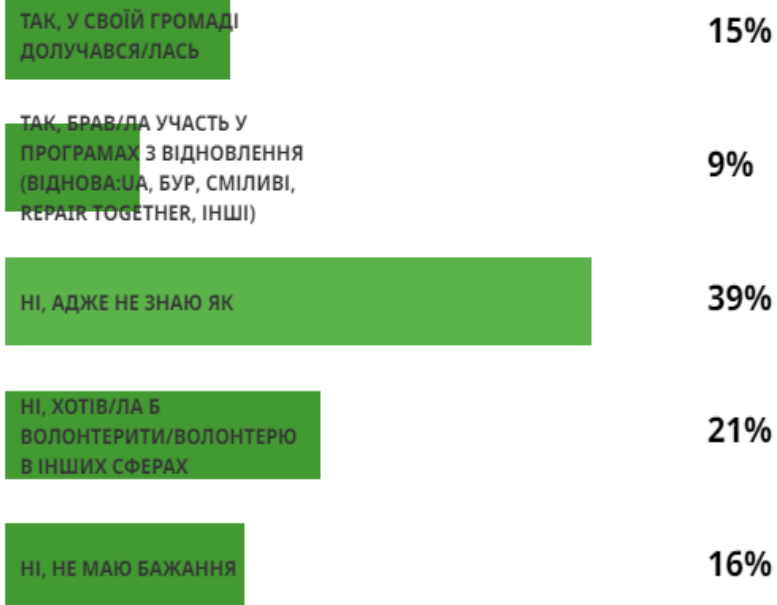 ТАК, У СВОЇЙ ГРОМАДІ
ДОЛУЧАВСЯ/ЛАСЬ
15%
ТАК, БРАВ/ЛА УЧАСТЬ У
ПРОГРАМАХ З ВІДНОВЛЕННЯ
(ВІДНОВА:UA, БУР, СМІЛИВІ,
REPAIR TOGETHER, ІНШІ)
9%
НІ, АДЖЕ НЕ ЗНАЮ ЯК
39%
НІ, ХОТІВ/ЛА Б
ВОЛОНТЕРИТИ/ВОЛОНТЕРЮ
В ІНШИХ СФЕРАХ
21%
НІ, НЕ МАЮ БАЖАННЯ
16%